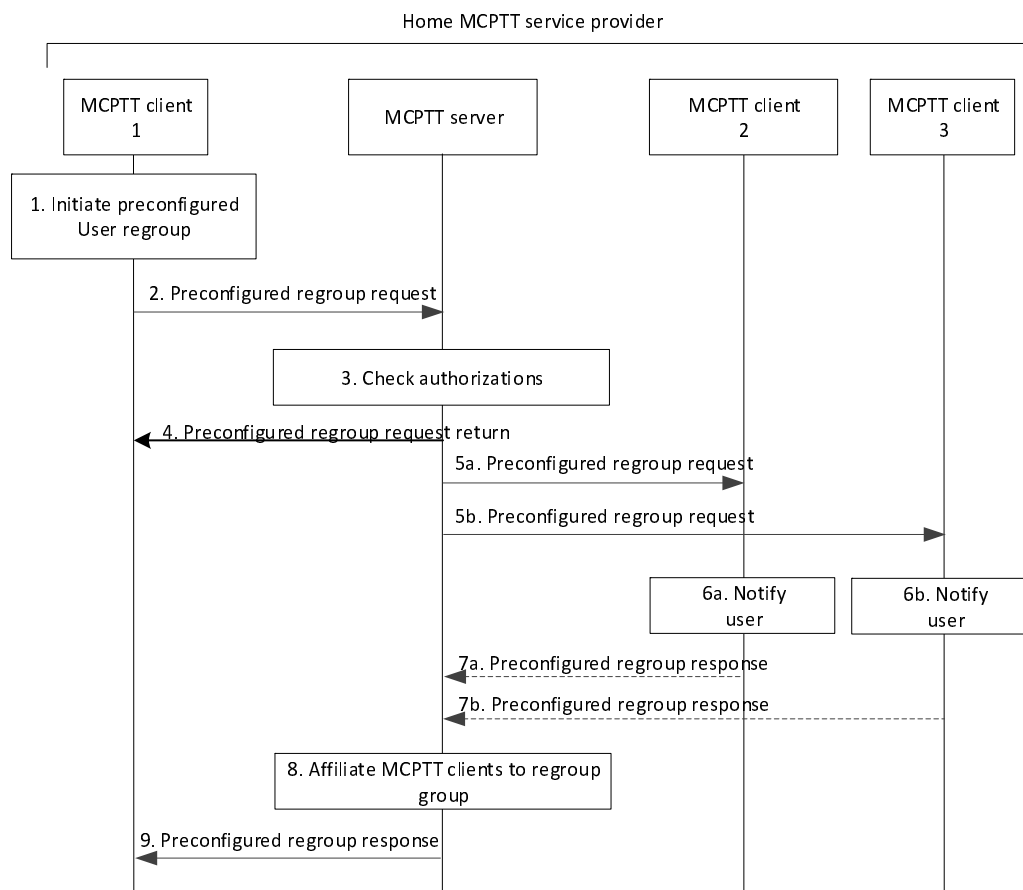 Home MCPTT service provider
MCPTT client
1
MCPTT server
MCPTT client
2
MCPTT client
3
1. Initiate preconfigured
User regroup
2. Preconfigured regroup request
3. Check authorizations
4. Preconfigured regroup request return
5a. Preconfigured regroup request
5b. Preconfigured regroup request
6a. Notify
user
6b. Notify
user
7a. Preconfigured regroup response
7b. Preconfigured regroup response
8. Affiliate MCPTT clients to regroup
group
9. Preconfigured regroup response